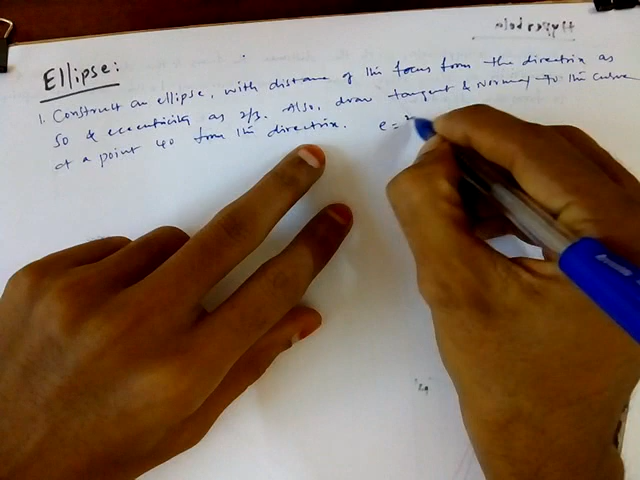 Hyperbola
Ellipse:
1. Construct an ellipse, with distance of the focus from the directrix as
50 & eccentricity as 2/3. Also, draw tangent & Normal to the curve
at a point 40 from the directrix. e =